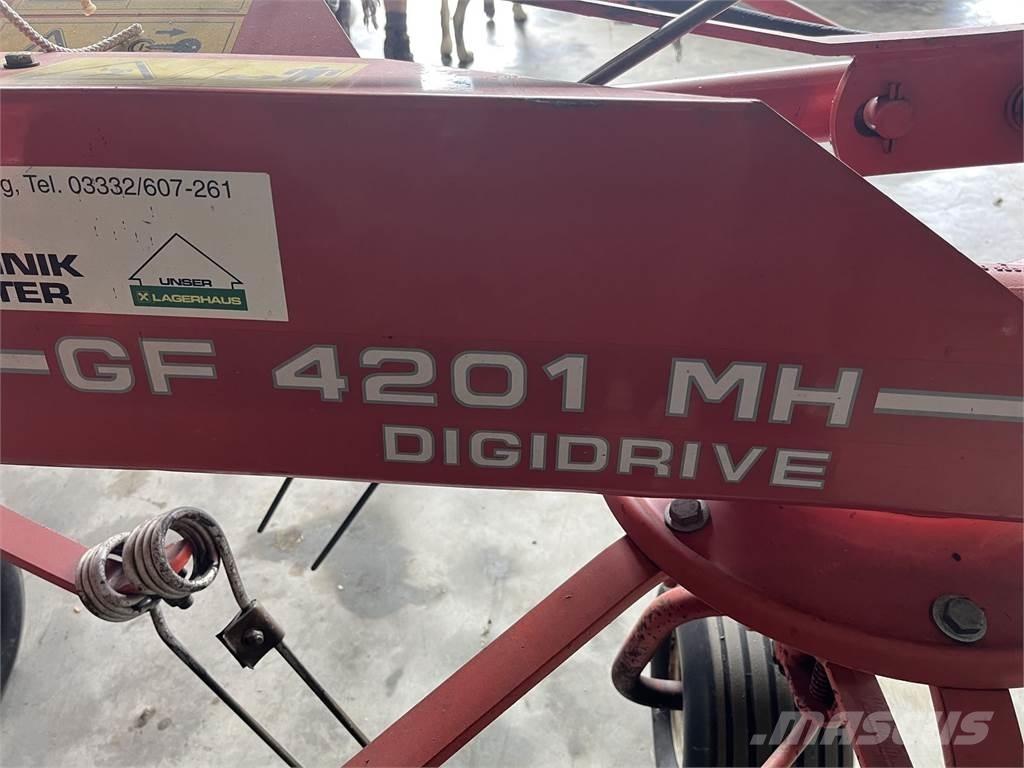 g, Tel. 03332/607-261
NIK
TER
UNSER
LAGERHAUS
GF 4201 MH
DIGIDRIVE
MASCUS